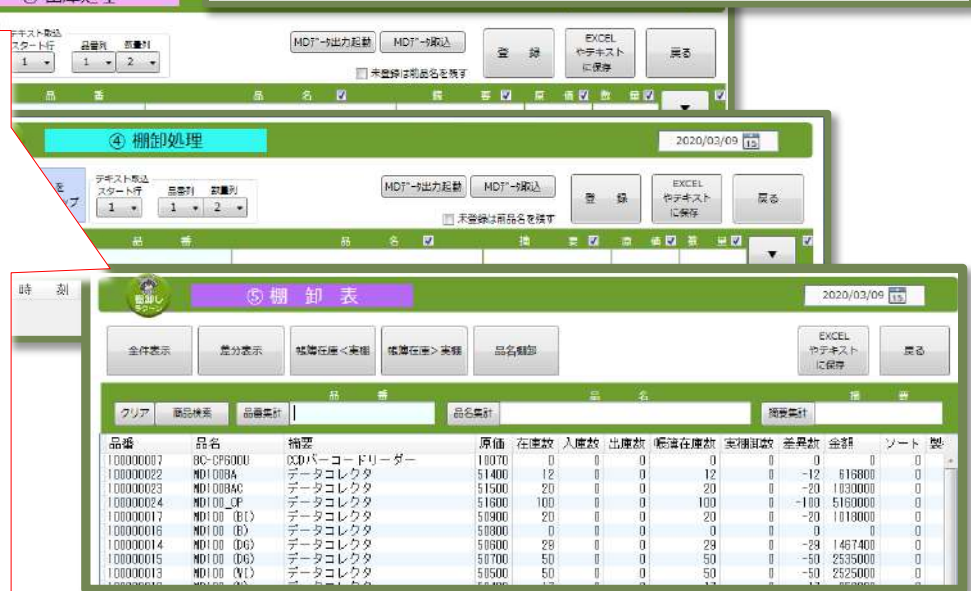 テキスト取込
スタート行 品番列 数量列
1 1 2
MDデータ出力起動 MDデータ取込
未登録は前品名を残す
登 録
EXCEL
やテキスト
に保存
戻る
品 番 品 名 摘 要 原 価 数 量 ▼
④ 棚卸処理
2020/03/09 15
テキスト取込
スタート行 品番列 数量列
1 1 2
MDデータ出力起動 MDデータ取込
未登録は前品名を残す
登 録
EXCEL
やテキスト
に保存
戻る
品 番 品 名 摘 要 原 価 数 量 ▼
時 刻
棚卸し
⑤ 棚 卸 表
2020/03/09 15
全件表示 差分表示 帳簿在庫<実棚 帳簿在庫>実棚 品名棚卸
EXCEL
やテキスト
に保存
戻る
品 番 品 名 摘 要
クリア 商品検索 品番集計 品名集計 摘要集計
品番 品名 摘要 原価 在庫数 入庫数 出庫数 帳簿在庫数 実棚卸数 差異数 金額 ソート 製
100000007 BC-CP600U CCDバーコードリーダー 10070 0 0 0 0 0 0 0 0
100000022 MD100BA データコレクタ 51400 12 0 0 12 0 -12 616800 0
100000023 MD100BAC データコレクタ 51500 20 0 0 20 0 -20 1030000 0
100000024 MD100_CP データコレクタ 51600 100 0 0 100 0 -100 5160000 0
100000017 MD100 (BI) データコレクタ 50900 20 0 0 20 0 -20 1018000 0
100000016 MD100 (B) データコレクタ 50800 0 0 0 0 0 0 0 0
100000014 MD100 (DG) データコレクタ 50600 29 0 0 29 0 -29 1467400 0
100000015 MD100 (DG) データコレクタ 50700 50 0 0 50 0 -50 2535000 0
100000013 MD100 (VI) データコレクタ 50500 50 0 0 50 0 -50 2525000 0